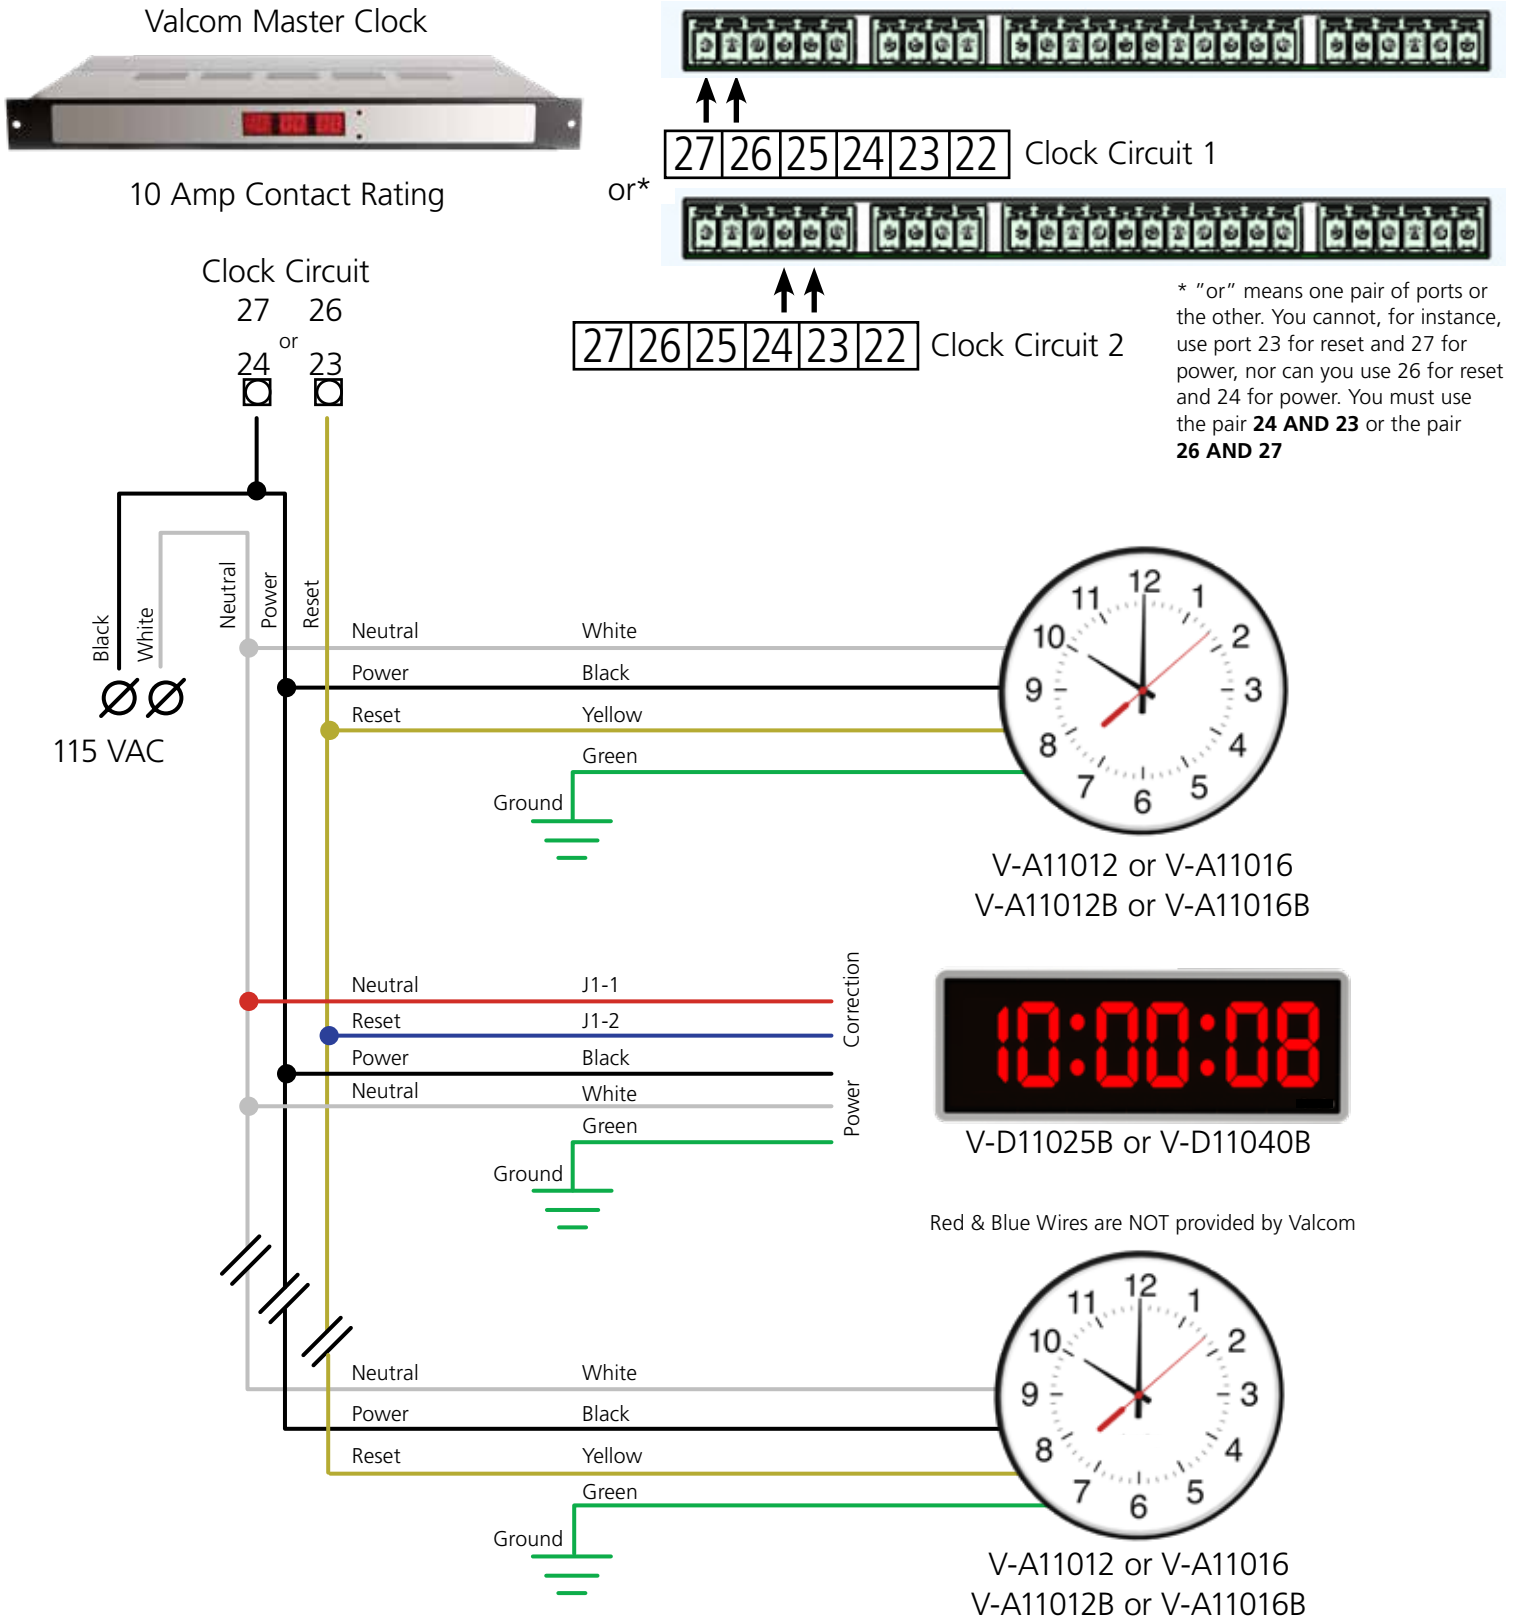 Valcom Master Clock
10 Amp Contact Rating
27 26 25 24 23 22 Clock Circuit 1
or*
27 26 25 24 23 22 Clock Circuit 2
* "or" means one pair of ports or
the other. You cannot, for instance,
use port 23 for reset and 27 for
power, nor can you use 26 for reset
and 24 for power. You must use
the pair 24 AND 23 or the pair
26 AND 27
Clock Circuit
27 26
or
24 23
Black
White
Neutral
Power
Reset
115 VAC
Neutral White
Power Black
Reset Yellow
Green
Ground
12
1
2
3
4
5
6
7
8
9
10
11
V-A11012 or V-A11016
V-A11012B or V-A11016B
Neutral J1-1
Reset J1-2
Correction
Power Black
Neutral White
Power
Green
Ground
10:00:08
V-D11025B or V-D11040B
Red & Blue Wires are NOT provided by Valcom
Neutral White
Power Black
Reset Yellow
Green
Ground
12
1
2
3
4
5
6
7
8
9
10
11
V-A11012 or V-A11016
V-A11012B or V-A11016B